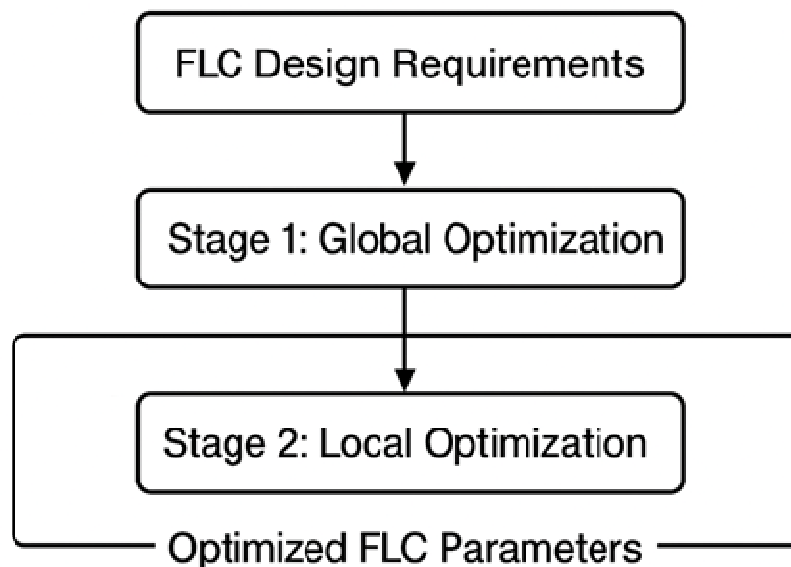 FLC Design Requirements
Stage 1: Global Optimization
Stage 2: Local Optimization
Optimized FLC Parameters